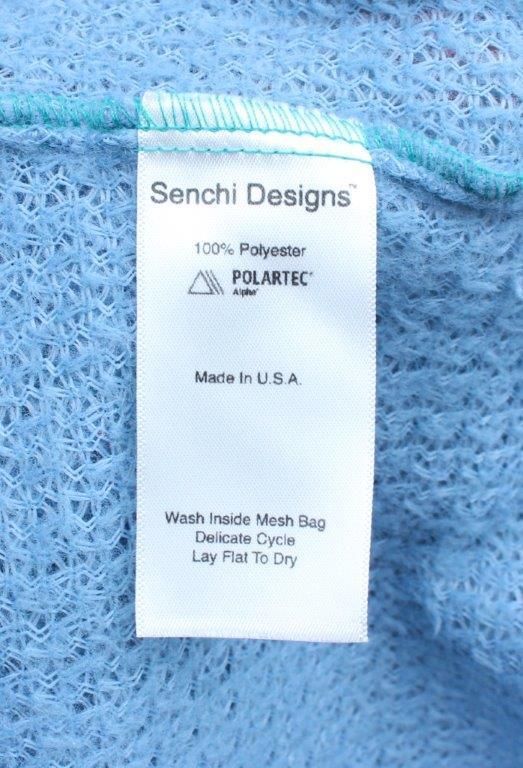 Senchi Designs™
100% Polyester
POLARTEC®
Alpha®
Made In U.S.A.
Wash Inside Mesh Bag
Delicate Cycle
Lay Flat To Dry